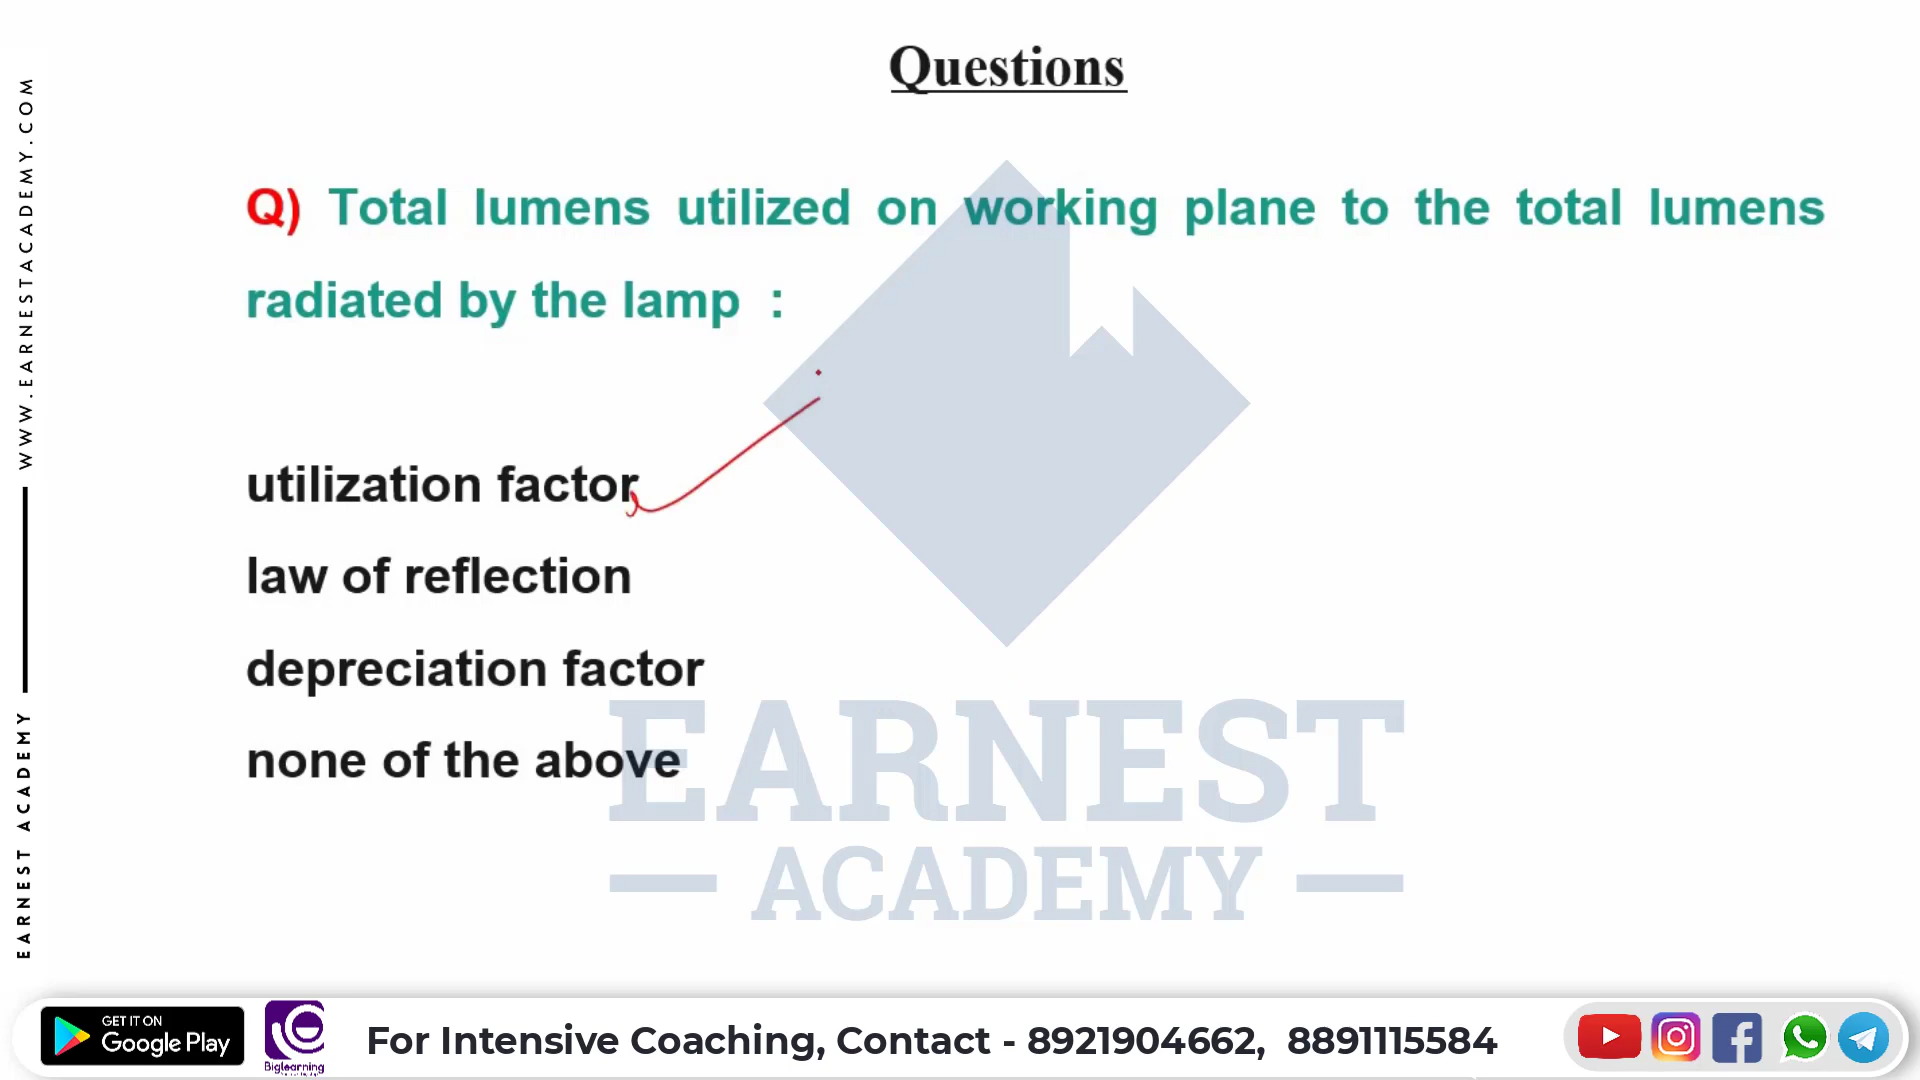 Questions
Q) Total lumens utilized on working plane to the total lumens
radiated by the lamp :
utilization factor
law of reflection
depreciation factor
none of the above
EARNEST
ACADEMY
WWW.EARNESTACADEMY.COM
EARNEST ACADEMY
GET IT ON
Google Play
Biglearning
For Intensive Coaching, Contact - 8921904662, 8891115584